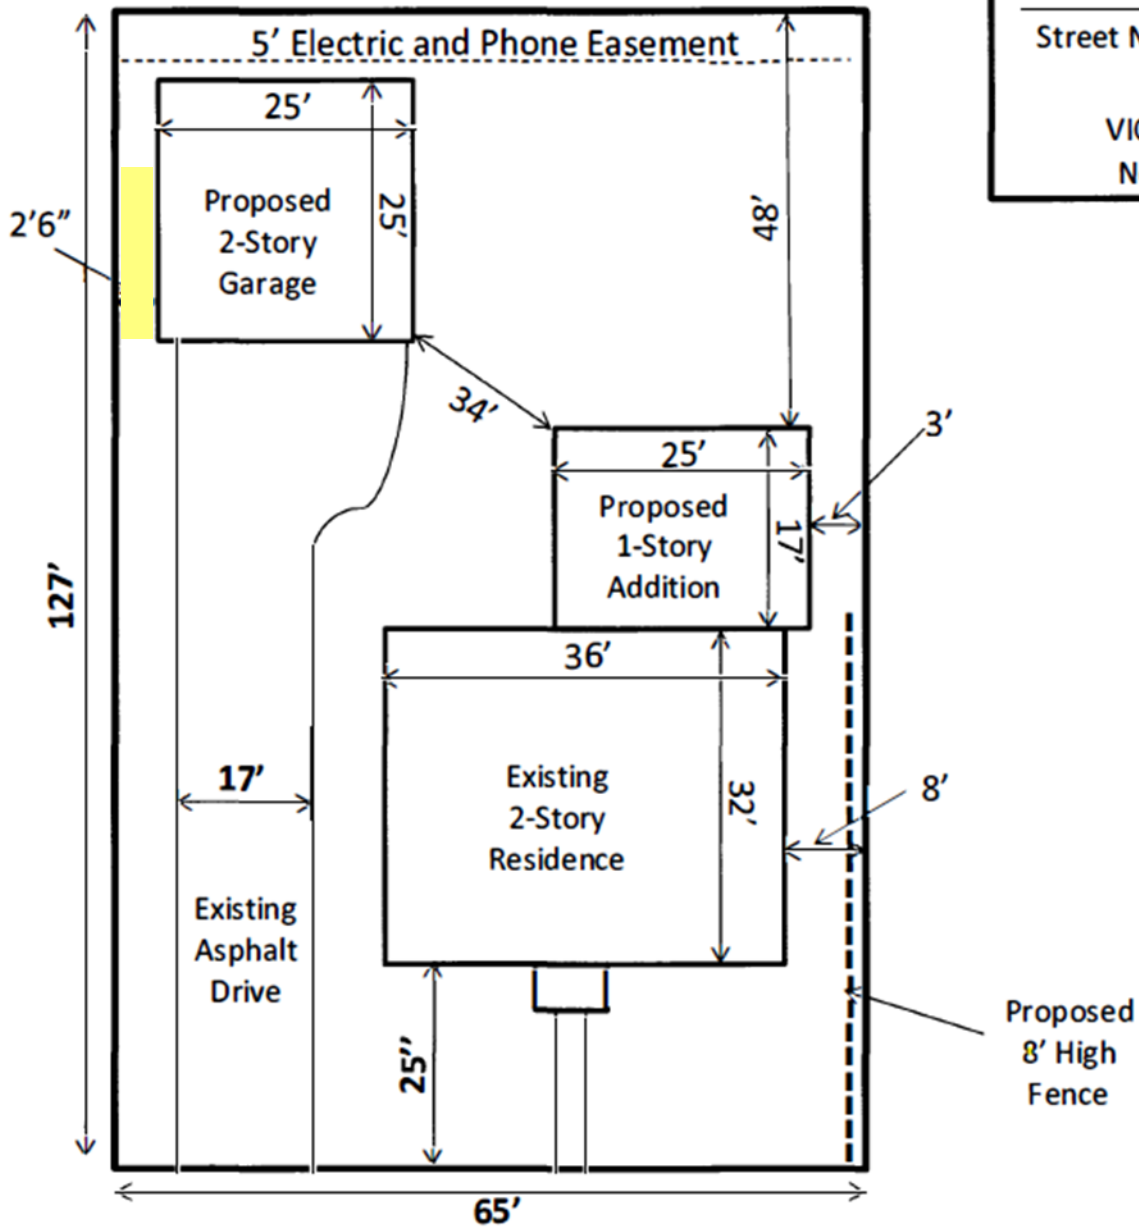 5’ Electric and Phone Easement
Street N
VIC
N
25’
25’
Proposed
2-Story
Garage
2’6”
48’
34’
3’
25’
17’
Proposed
1-Story
Addition
127’
36’
32’
Existing
2-Story
Residence
17’
8’
Existing
Asphalt
Drive
25’’
Proposed
8’ High
Fence
65’